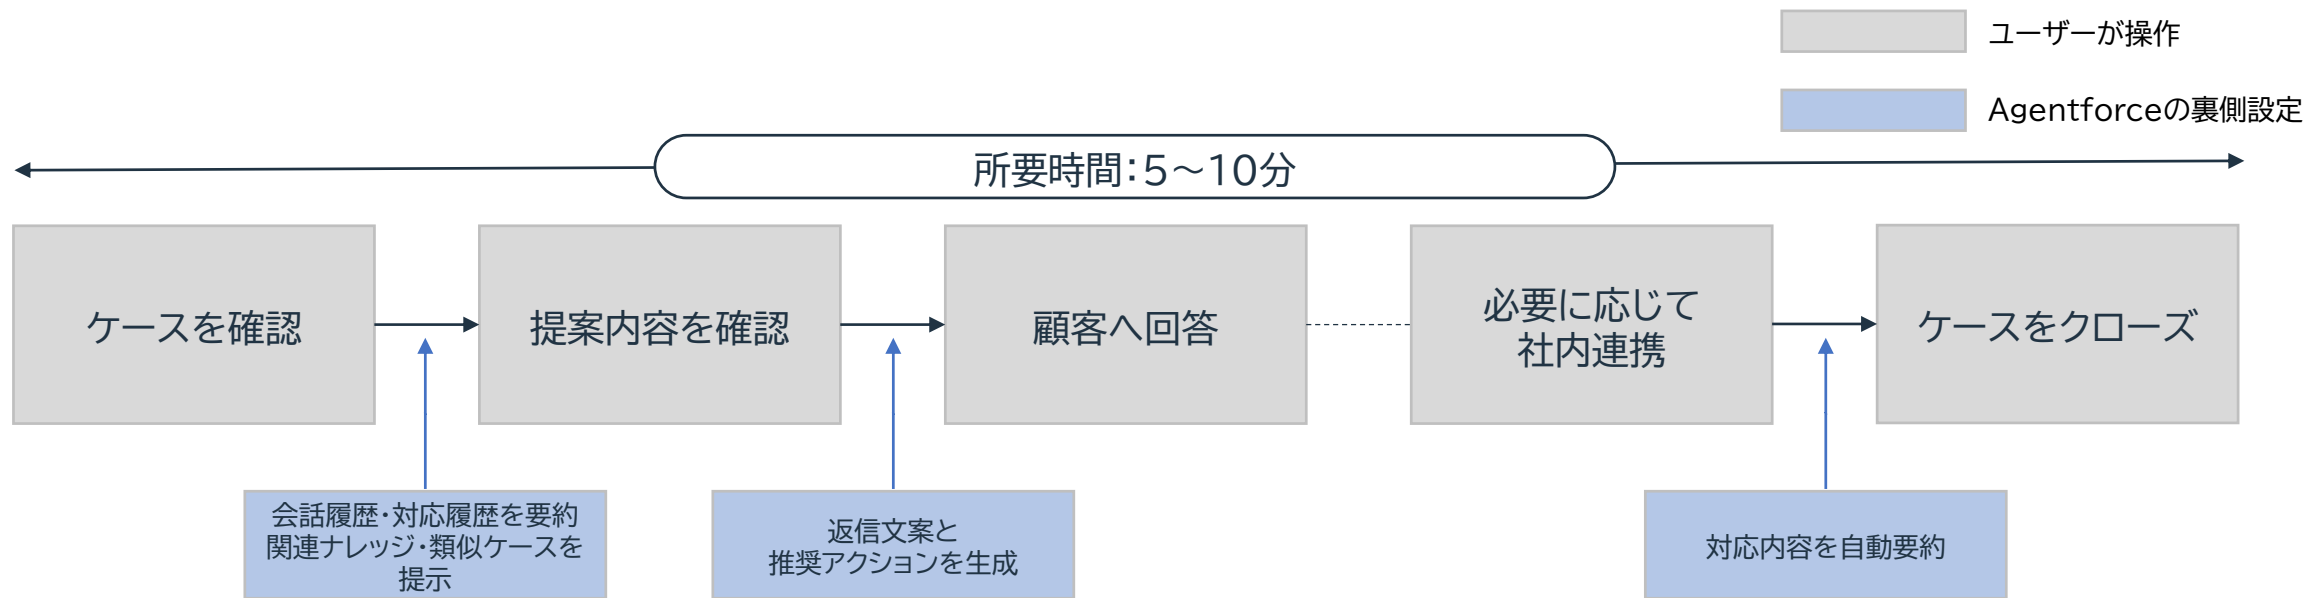 ユーザーが操作
Agentforceの裏側設定
所要時間：5～10分
ケースを確認
提案内容を確認
顧客へ回答
必要に応じて
社内連携
ケースをクローズ
会話履歴・対応履歴を要約
関連ナレッジ・類似ケースを
提示
返信文案と
推奨アクションを生成
対応内容を自動要約